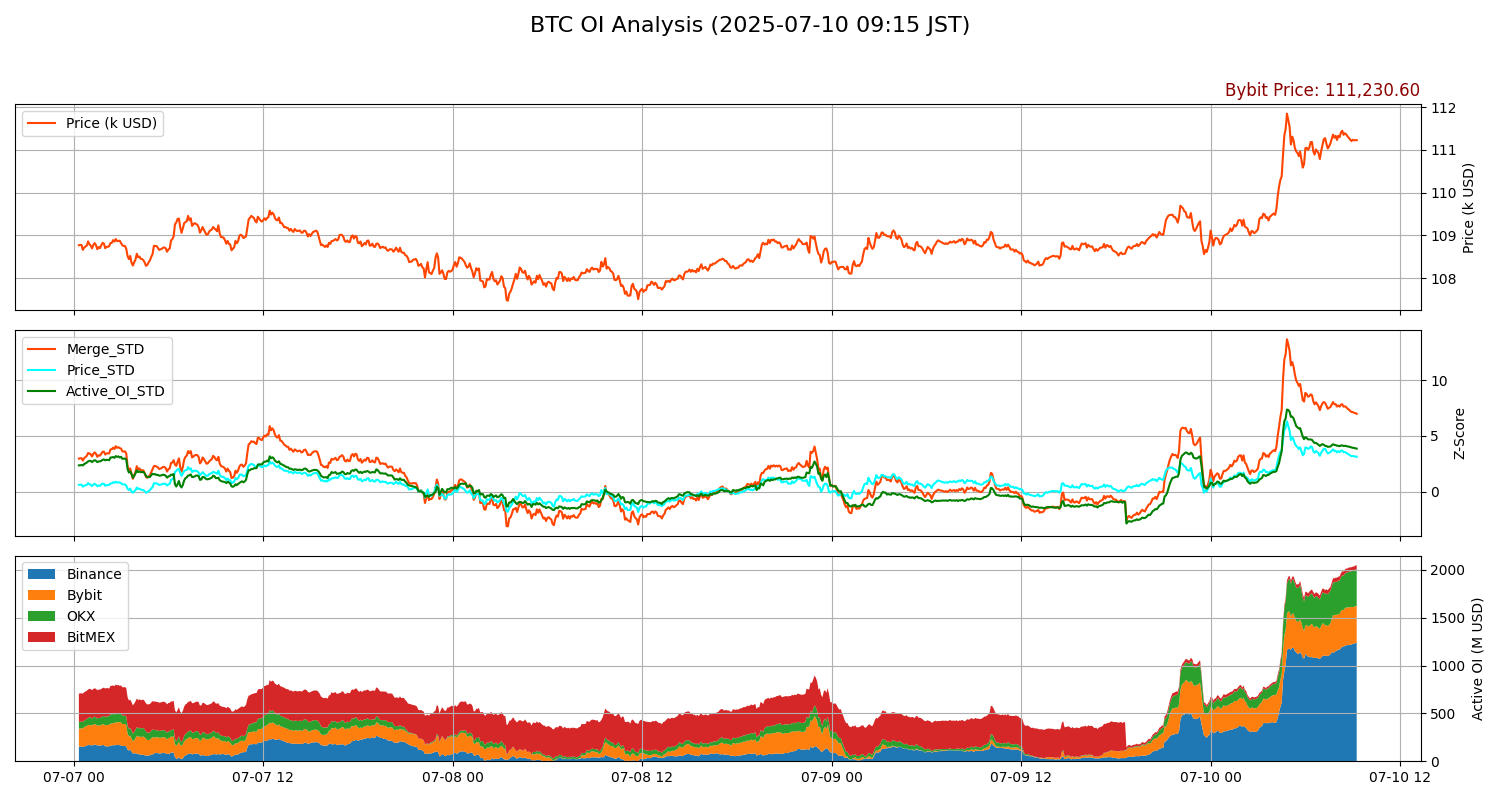 BTC OI Analysis (2025-07-10 09:15 JST)
Bybit Price: 111,230.60
Price (k USD)
112
111
110
109
108
Price (k USD)
Merge_STD
Price_STD
Active_OI_STD
10
5
0
Z-Score
Binance
Bybit
OKX
BitMEX
2000
1500
1000
500
0
Active OI (M USD)
07-07 00
07-07 12
07-08 00
07-08 12
07-09 00
07-09 12
07-10 00
07-10 12